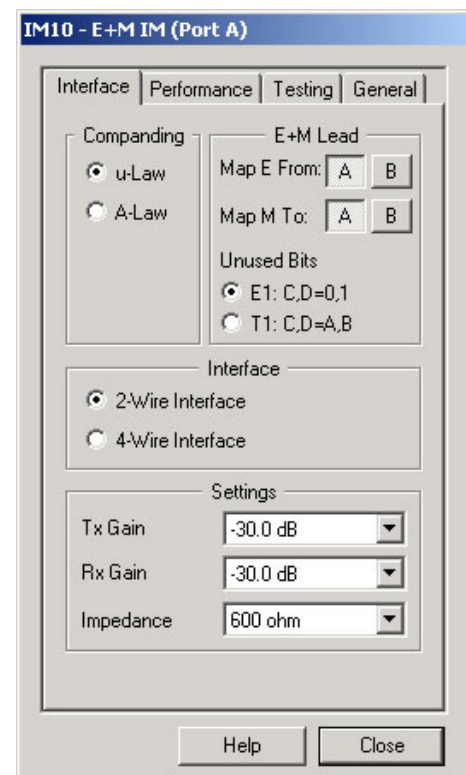 IM10 - E+M IM (Port A)
Interface Performance Testing General
Companding
u-Law
A-Law
E+M Lead
Map E From: A B
Map M To: A B
Unused Bits
E1: C,D=0,1
T1: C,D=A,B
Interface
2-Wire Interface
4-Wire Interface
Settings
Tx Gain -30.0 dB
Rx Gain -30.0 dB
Impedance 600 ohm
Help Close